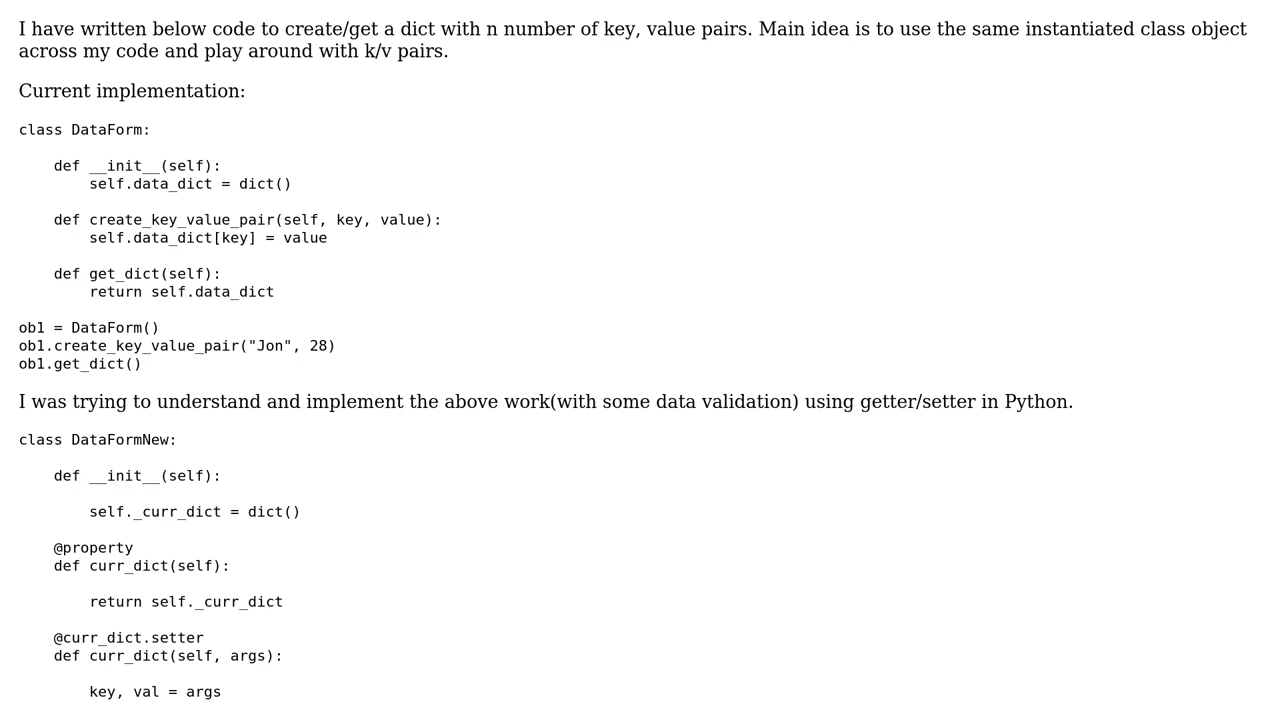 I have written below code to create/get a dict with n number of key, value pairs. Main idea is to use the same instantiated class object
across my code and play around with k/v pairs.
Current implementation:
class DataForm:
    def __init__(self):
        self.data_dict = dict()
    def create_key_value_pair(self, key, value):
        self.data_dict[key] = value
    def get_dict(self):
        return self.data_dict
ob1 = DataForm()
ob1.create_key_value_pair("Jon", 28)
ob1.get_dict()
I was trying to understand and implement the above work(with some data validation) using getter/setter in Python.
class DataFormNew:
    def __init__(self):
        self._curr_dict = dict()
    @property
    def curr_dict(self):
        return self._curr_dict
    @curr_dict.setter
    def curr_dict(self, args):
        key, val = args